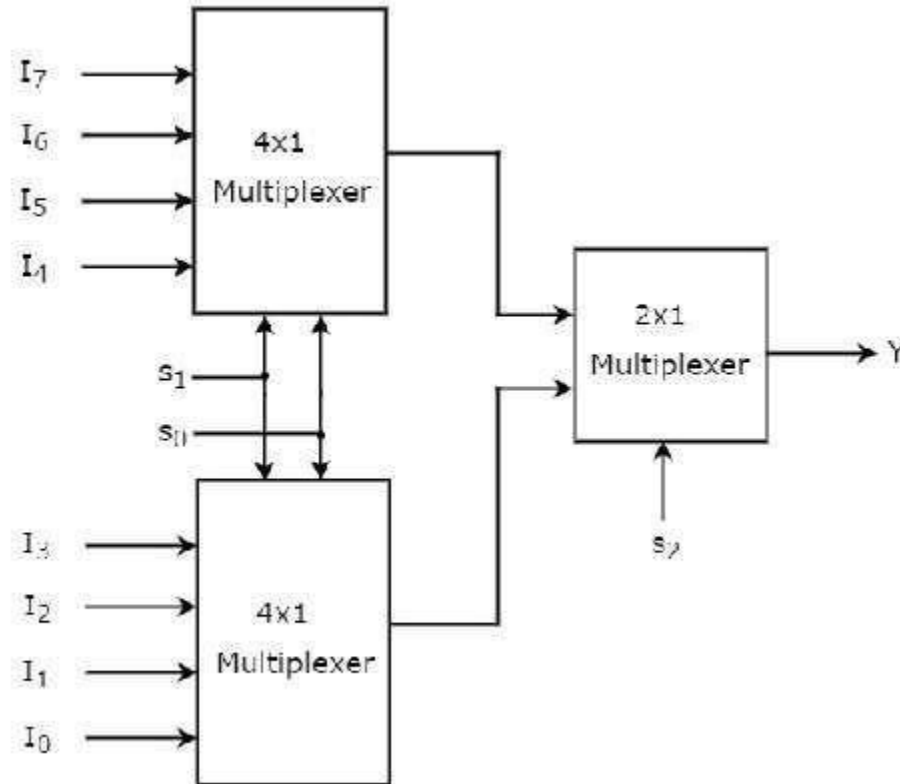 I7
I6
I5
I4
4x1
Multiplexer
s1
s0
I3
I2
I1
I0
4x1
Multiplexer
2x1
Multiplexer
Y
s2